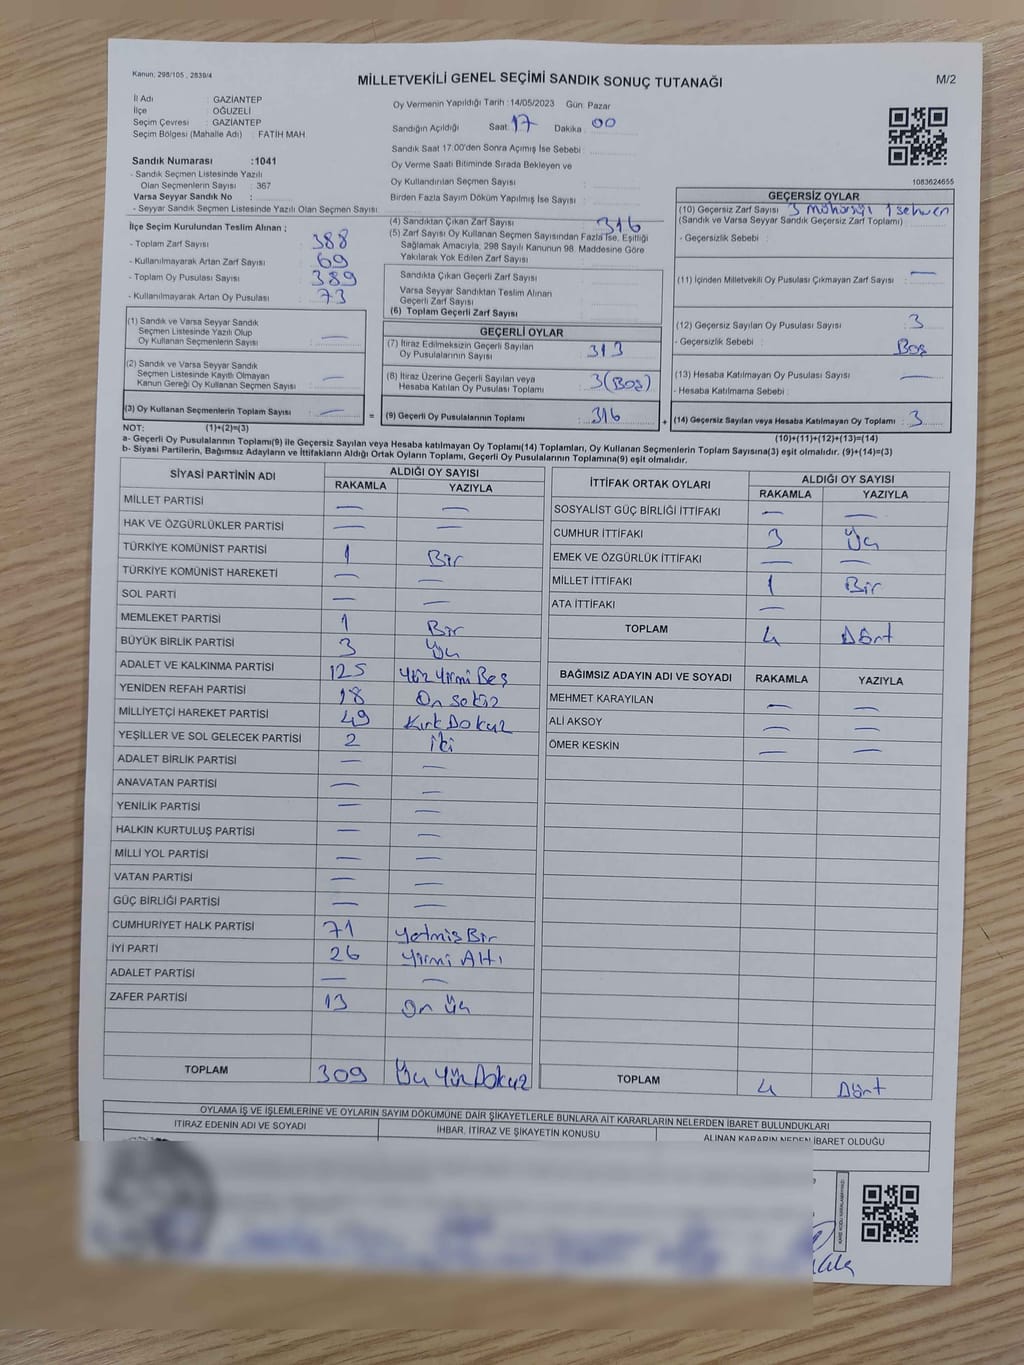 Kanun; 298/105 , 2839/4
MİLLETVEKİLİ GENEL SEÇİMİ SANDIK SONUÇ TUTANAĞI
M/2
İl Adı : GAZİANTEP
İlçe : OĞUZELİ
Seçim Çevresi : GAZİANTEP
Seçim Bölgesi (Mahalle Adı) : FATİH MAH.
Sandık Numarası :1041
- Sandık Seçmen Listesinde Yazılı
Olan Seçmenlerin Sayısı : 367
Varsa Seyyar Sandık No :
- Seyyar Sandık Seçmen Listesinde Yazılı Olan Seçmen Sayısı:
Oy Vermenin Yapıldığı Tarih : 14/05/2023 Gün: Pazar
Sandığın Açıldığı Saat : 17 Dakika : 00
Sandık Saat 17:00'den Sonra Açımış İse Sebebi :
Oy Verme Saati Bitiminde Sırada Bekleyen ve
Oy Kullandırılan Seçmen Sayısı :
Birden Fazla Sayım Döküm Yapılmış İse Sayısı :
1083624655
İlçe Seçim Kurulundan Teslim Alınan ;
- Toplam Zarf Sayısı : 388
- Kullanılmayarak Artan Zarf Sayısı : 69
- Toplam Oy Pusulası Sayısı : 389
- Kullanılmayarak Artan Oy Pusulası : 73
(1) Sandık ve Varsa Seyyar Sandık
Seçmen Listesinde Yazılı Olup
Oy Kullanan Seçmenlerin Sayısı : —
(2) Sandık ve Varsa Seyyar Sandık
Seçmen Listesinde Kayıtlı Olmayan
Kanun Gereği Oy Kullanan Seçmen Sayısı : —
(3) Oy Kullanan Seçmenlerin Toplam Sayısı : —
(4) Sandıktan Çıkan Zarf Sayısı : 316
(5) Zarf Sayısı Oy Kullanan Seçmen Sayısından Fazla İse, Eşitliği
Sağlamak Amacıyla, 298 Sayılı Kanunun 98. Maddesine Göre
Yakılarak Yok Edilen Zarf Sayısı :
Sandıkta Çıkan Geçerli Zarf Sayısı :
Varsa Seyyar Sandıktan Teslim Alınan
Geçerli Zarf Sayısı :
(6) Toplam Geçerli Zarf Sayısı :
GEÇERLİ OYLAR
(7) İtiraz Edilmeksizin Geçerli Sayılan
Oy Pusulalarının Sayısı : 313
(8) İtiraz Üzerine Geçerli Sayılan veya
Hesaba Katılan Oy Pusulası Toplamı : 3(Boş)
= (9) Geçerli Oy Pusulalarının Toplamı : 316 +
GEÇERSİZ OYLAR
(10) Geçersiz Zarf Sayısı : 3 1
(Sandık ve Varsa Seyyar Sandık Geçersiz Zarf Toplamı)
- Geçersizlik Sebebi :
(11) İçinden Milletvekili Oy Pusulası Çıkmayan Zarf Sayısı : —
(12) Geçersiz Sayılan Oy Pusulası Sayısı : 3
- Geçersizlik Sebebi : Boş
(13) Hesaba Katılmayan Oy Pusulası Sayısı : —
- Hesaba Katılmama Sebebi :
(14) Geçersiz Sayılan veya Hesaba Katılmayan Oy Toplamı : 3
NOT: (1)+(2)=(3)
(10)+(11)+(12)+(13)=(14)
a- Geçerli Oy Pusulalarının Toplamı(9) ile Geçersiz Sayılan veya Hesaba katılmayan Oy Toplamı(14) Toplamları, Oy Kullanan Seçmenlerin Toplam Sayısına(3) eşit olmalıdır. (9)+(14)=(3)
b- Siyasi Partilerin, Bağımsız Adayların ve İttifakların Aldığı Ortak Oyların Toplamı, Geçerli Oy Pusulalarının Toplamına(9) eşit olmalıdır.
SİYASİ PARTİNİN ADI ALDIĞI OY SAYISI
RAKAMLA YAZIYLA
MİLLET PARTİSİ — —
HAK VE ÖZGÜRLÜKLER PARTİSİ — —
TÜRKİYE KOMÜNİST PARTİSİ 1 Bir
TÜRKİYE KOMÜNİST HAREKETİ — —
SOL PARTİ — —
MEMLEKET PARTİSİ 1 Bir
BÜYÜK BİRLİK PARTİSİ 3 Üç
ADALET VE KALKINMA PARTİSİ 125 Yüz Yirmi Beş
YENİDEN REFAH PARTİSİ 18 On sekiz
MİLLİYETÇİ HAREKET PARTİSİ 49 Kırk Dokuz
YEŞİLLER VE SOL GELECEK PARTİSİ 2 İki
ADALET BİRLİK PARTİSİ — —
ANAVATAN PARTİSİ — —
YENİLİK PARTİSİ — —
HALKIN KURTULUŞ PARTİSİ — —
MİLLİ YOL PARTİSİ — —
VATAN PARTİSİ — —
GÜÇ BİRLİĞİ PARTİSİ — —
CUMHURİYET HALK PARTİSİ 71 Yetmiş Bir
İYİ PARTİ 26 Yirmi Altı
ADALET PARTİSİ — —
ZAFER PARTİSİ 13 On Üç
TOPLAM 309 Üç Yüz Dokuz
İTTİFAK ORTAK OYLARI ALDIĞI OY SAYISI
RAKAMLA YAZIYLA
SOSYALİST GÜÇ BİRLİĞİ İTTİFAKI — —
CUMHUR İTTİFAKI 3 Üç
EMEK VE ÖZGÜRLÜK İTTİFAKI — —
MİLLET İTTİFAKI 1 Bir
ATA İTTİFAKI —
TOPLAM 4 Dört
BAĞIMSIZ ADAYIN ADI VE SOYADI RAKAMLA YAZIYLA
MEHMET KARAYILAN — —
ALİ AKSOY — —
ÖMER KESKİN — —
TOPLAM 4 Dört
OYLAMA İŞ VE İŞLEMLERİNE VE OYLARIN SAYIM DÖKÜMÜNE DAİR ŞİKAYETLERLE BUNLARA AİT KARARLARIN NELERDEN İBARET BULUNDUKLARI
İTİRAZ EDENİN ADI VE SOYADI İHBAR, İTİRAZ VE ŞİKAYETİN KONUSU ALINAN KARARIN NEDEN İBARET OLDUĞU